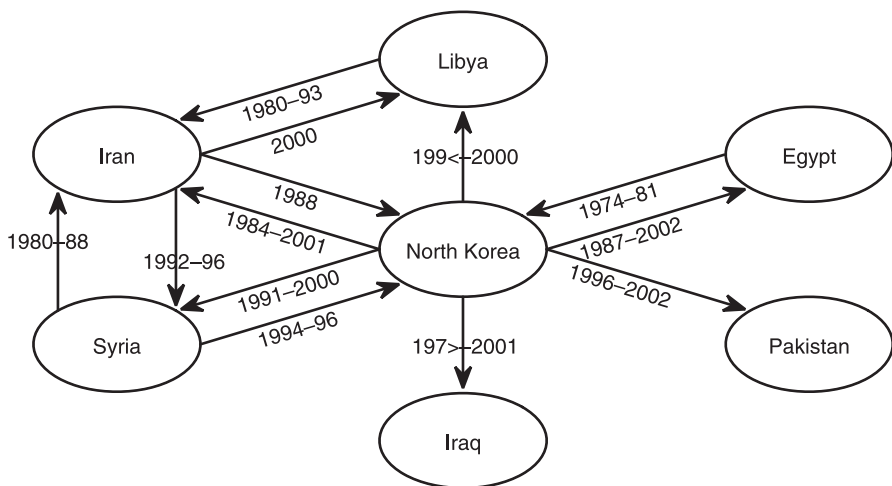 Libya
1980–93
Iran
2000
199<–2000
Egypt
1988
1974–81
1984–2001
1980–88
North Korea
1987–2002
1992–96
1991–2000
1996–2002
1994–96
Syria
197>–2001
Pakistan
Iraq